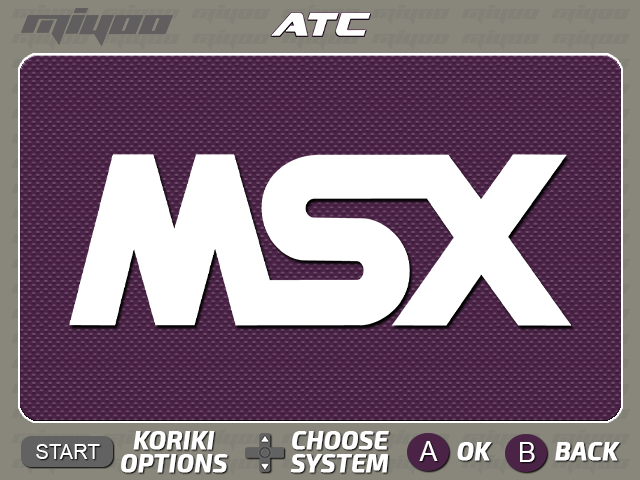 miyoo
ATC
MSX
START
KORIKI
OPTIONS
CHOOSE
SYSTEM
A
OK
B
BACK